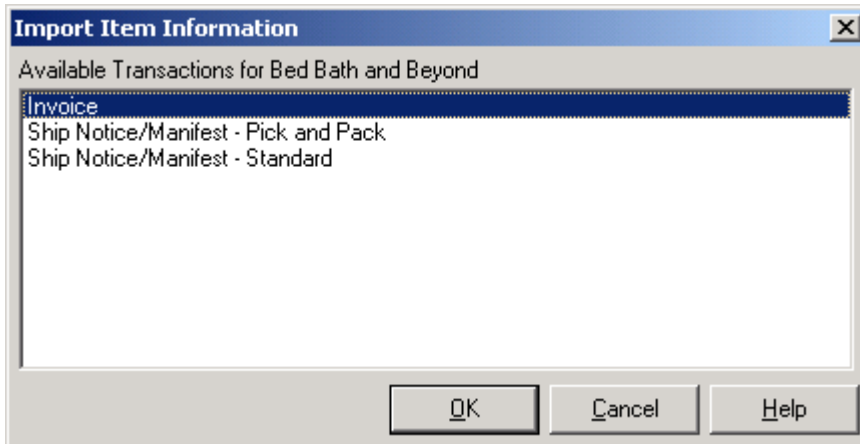 Import Item Information
Available Transactions for Bed Bath and Beyond
Invoice
Ship Notice/Manifest - Pick and Pack
Ship Notice/Manifest - Standard
OK Cancel Help